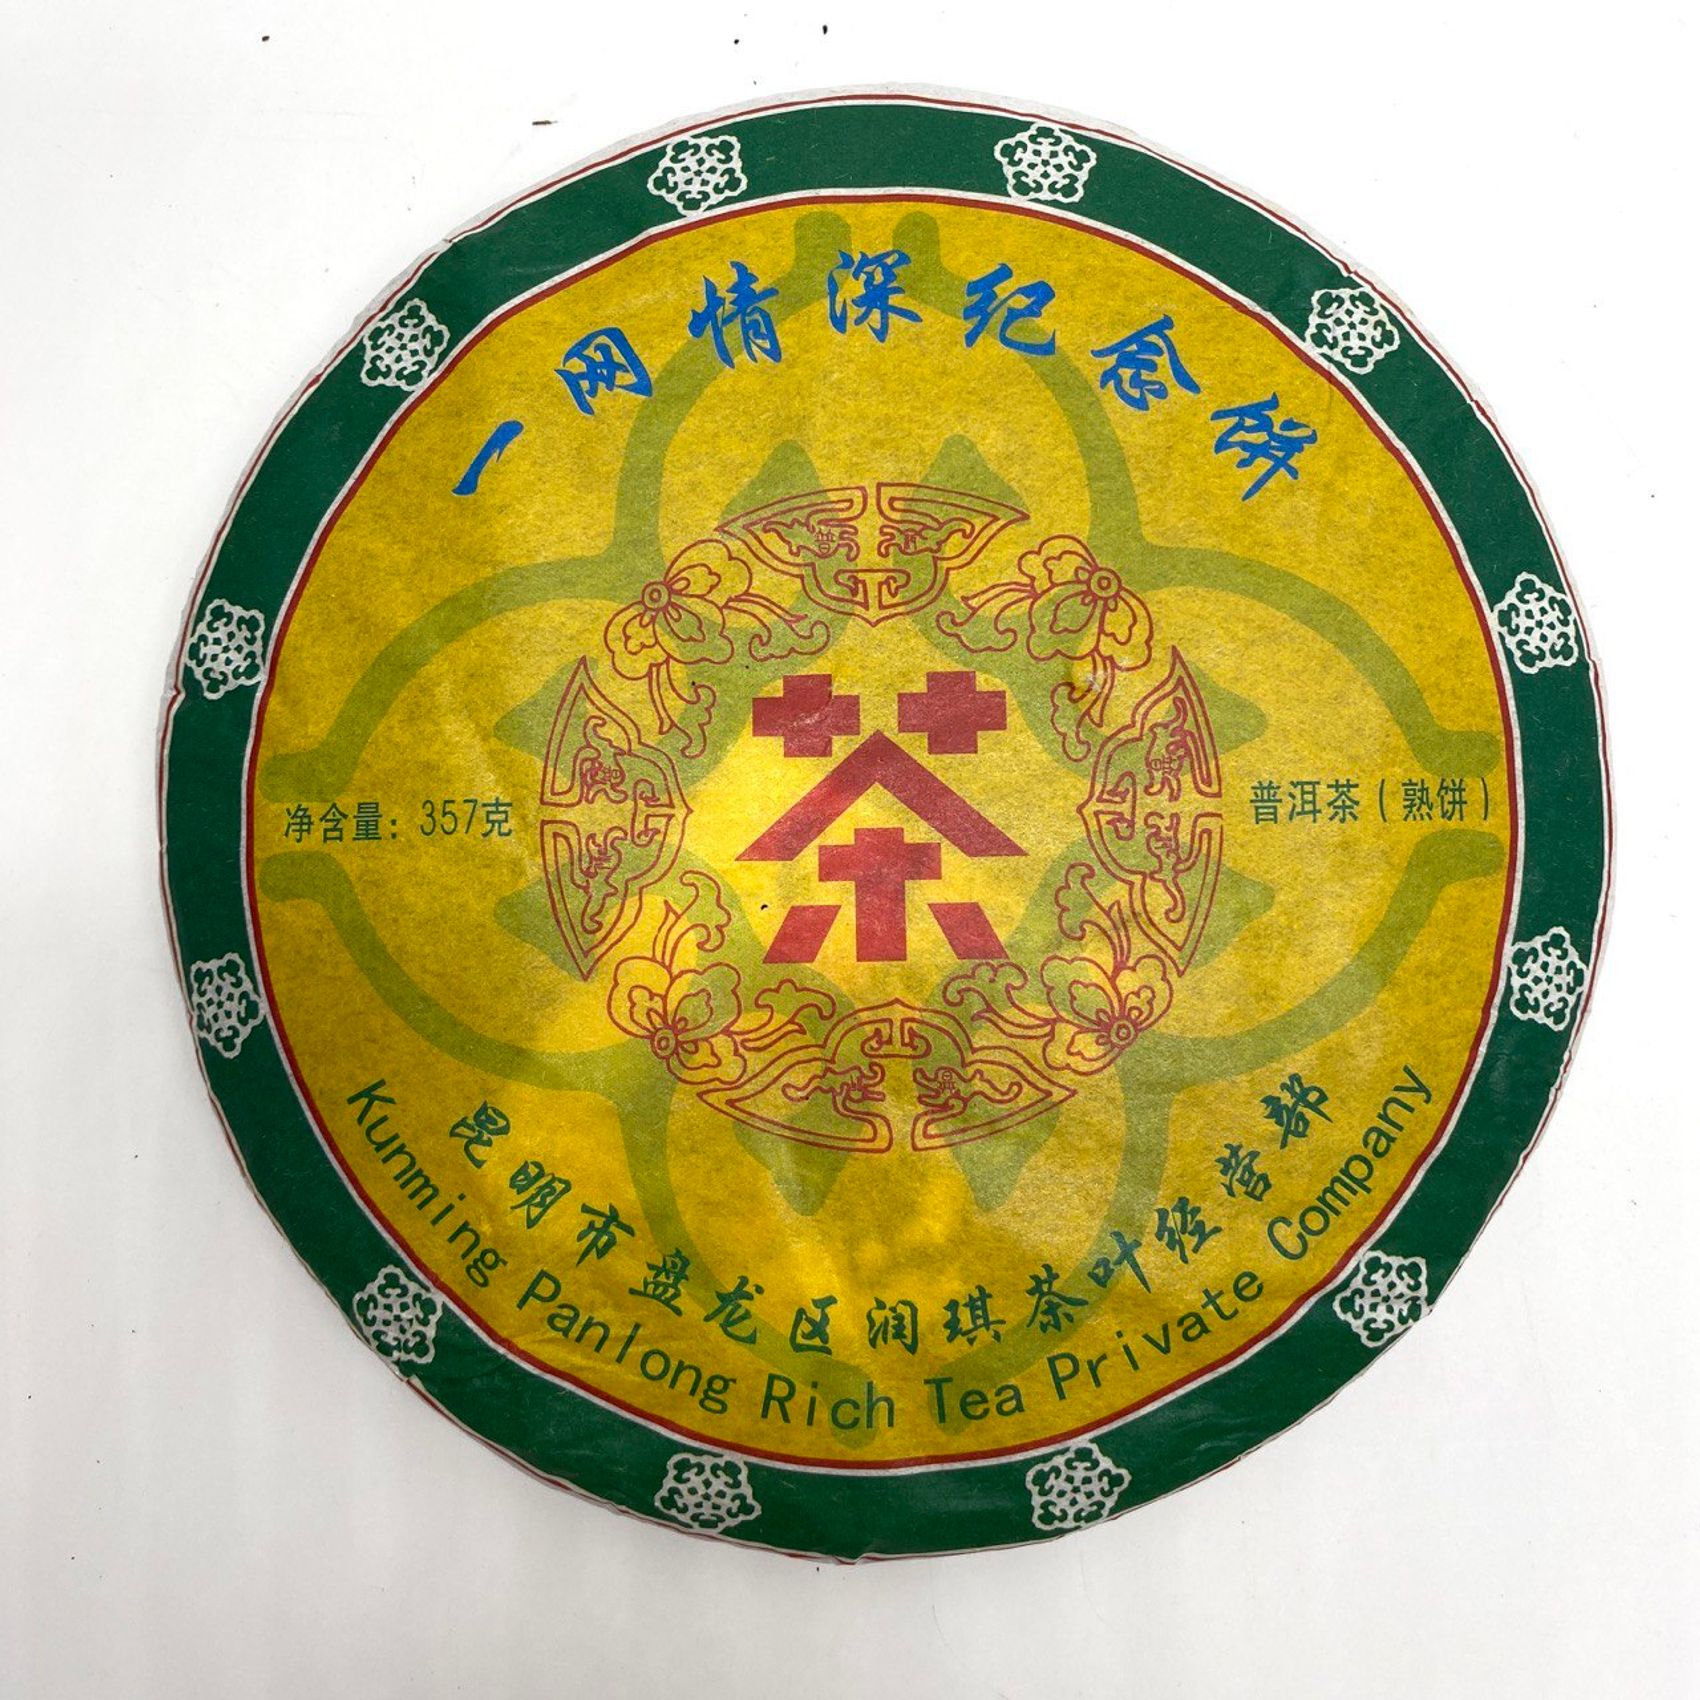 一网情深纪念饼
茶
净含量：357克
普洱茶（熟饼）
昆明市盘龙区润琪茶叶经营部
Kunming Panlong Rich Tea Private Company